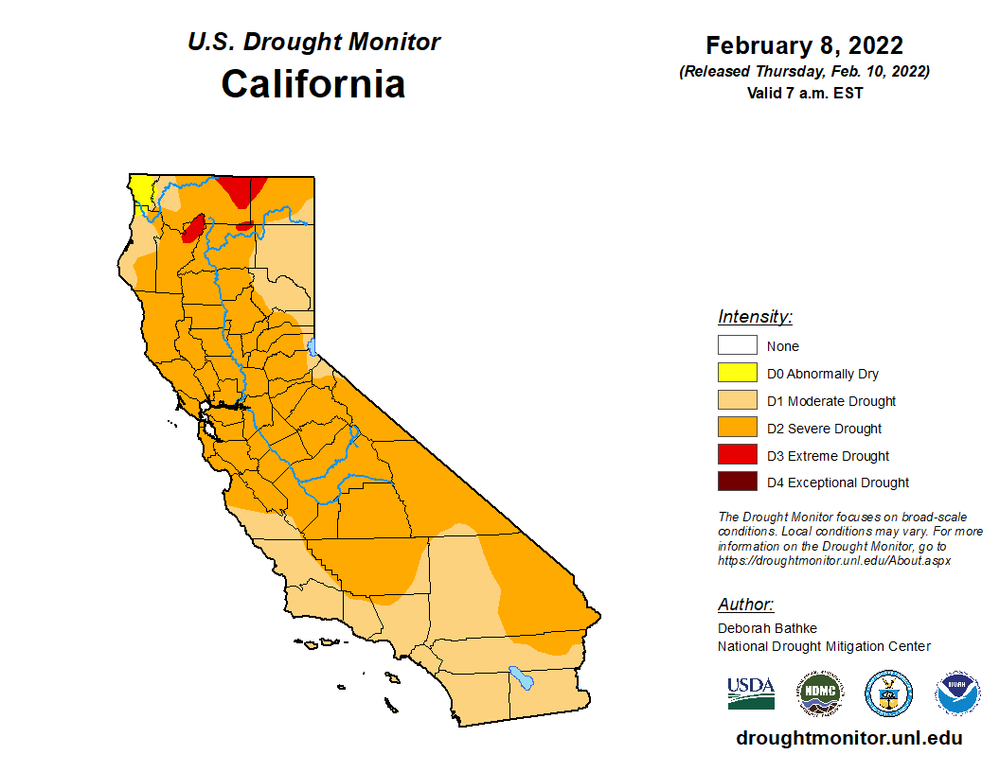 U.S. Drought Monitor
California
February 8, 2022
(Released Thursday, Feb. 10, 2022)
Valid 7 a.m. EST
Intensity:
None
D0 Abnormally Dry
D1 Moderate Drought
D2 Severe Drought
D3 Extreme Drought
D4 Exceptional Drought
The Drought Monitor focuses on broad-scale
conditions. Local conditions may vary. For more
information on the Drought Monitor, go to
https://droughtmonitor.unl.edu/About.aspx
Author:
Deborah Bathke
National Drought Mitigation Center
USDA
NDMC
NOAA
droughtmonitor.unl.edu